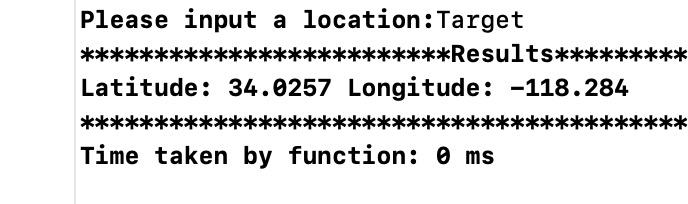 Please input a location:Target
*************************Results*********
Latitude: 34.0257 Longitude: -118.284
*****************************************
Time taken by function: 0 ms